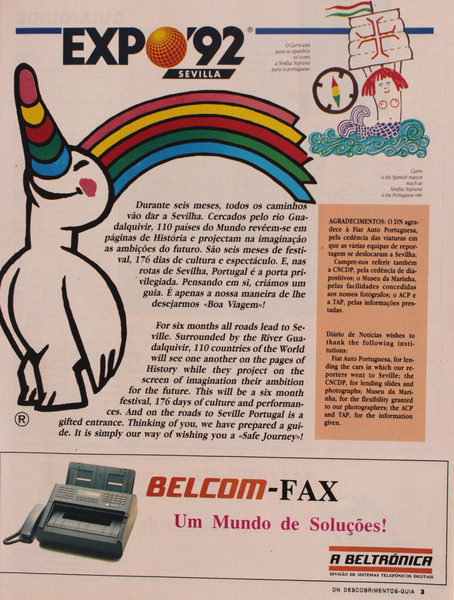 EXPO'92®
SEVILLA
O Curro está
para os espanhóis
tal como
a Ninfius Neptuna
para os portugueses
Curro
is the Spanish mascot
much as
Ninfius Neptuna
is the Portuguese one
Durante seis meses, todos os caminhos
vão dar a Sevilha. Cercados pelo rio Gua-
dalquivir, 110 países do Mundo revêem-se em
páginas de História e projectam na imaginação
as ambições do futuro. São seis meses de festi-
val, 176 dias de cultura e espectáculo. E, nas
rotas de Sevilha, Portugal é a porta pri-
vilegiada. Pensando em si, criámos um
guia. É apenas a nossa maneira de lhe
desejarmos «Boa Viagem»!
For six months all roads lead to Se-
ville. Surrounded by the River Gua-
dalquivir, 110 countries of the World
will see one another on the pages of
History while they project on the
screen of imagination their ambition
for the future. This will be a six month
festival, 176 days of culture and performan-
ces. And on the roads to Seville Portugal is a
gifted entrance. Thinking of you, we have prepared a gui-
de. It is simply our way of wishing you a «Safe Journey»!
®
AGRADECIMENTOS: O DN agra-
dece à Fiat Auto Portuguesa,
pela cedência das viaturas em
que as várias equipas de repor-
tagem se deslocaram a Sevilha.
Cumpre-nos referir também
a CNCDP, pela cedência de dia-
positivos; o Museu da Marinha,
pelas facilidades concedidas
aos nossos fotógrafos; o ACP e
a TAP, pelas informações pres-
tadas.
Diário de Notícias wishes to
thank the following insti-
tutions:
Fiat Auto Portuguesa, for len-
ding the cars in which our re-
porters went to Seville; the
CNCDP, for lending slides and
photographs; Museu da Mari-
nha, for the flexibility granted
to our photographers; the ACP
and TAP, for the information
given.
BELCOM-FAX
Um Mundo de Soluções!
A BELTRÓNICA
DIVISÃO DE SISTEMAS TELEFÓNICOS DIGITAIS
DN DESCOBRIMENTOS-GUIA 3